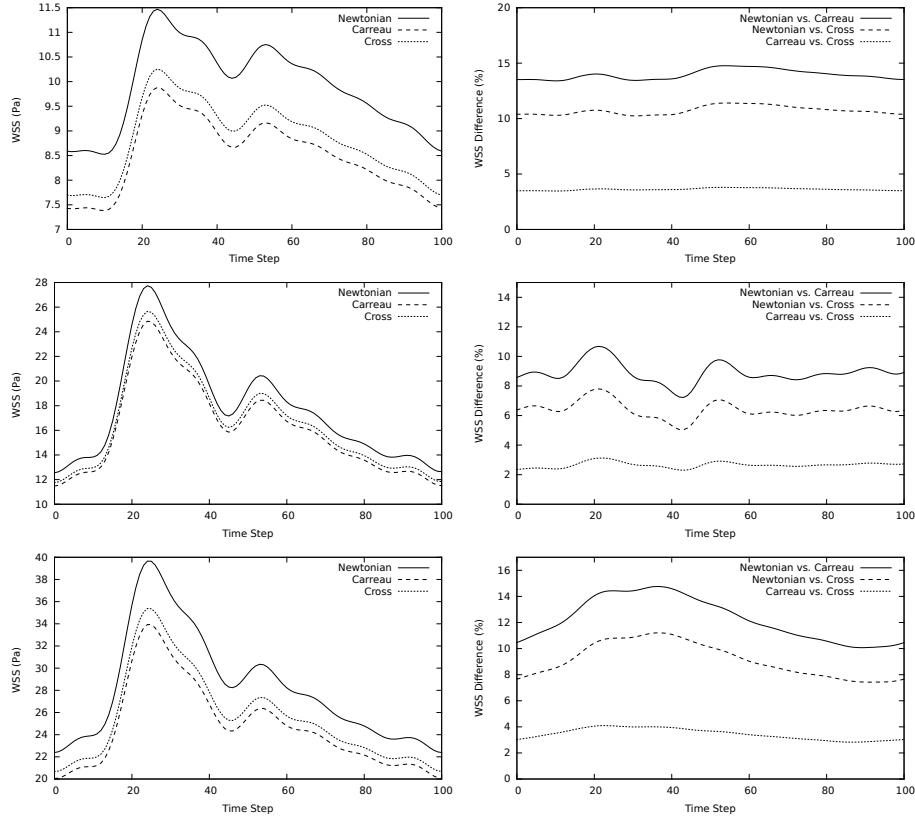 11.5
11
10.5
10
9.5
9
8.5
8
7.5
7
WSS (Pa)
0 20 40 60 80 100
Time Step
Newtonian
Carreau
Cross
20
15
10
5
0
WSS Difference (%)
0 20 40 60 80 100
Time Step
Newtonian vs. Carreau
Newtonian vs. Cross
Carreau vs. Cross
28
26
24
22
20
18
16
14
12
10
WSS (Pa)
0 20 40 60 80 100
Time Step
Newtonian
Carreau
Cross
14
12
10
8
6
4
2
0
WSS Difference (%)
0 20 40 60 80 100
Time Step
Newtonian vs. Carreau
Newtonian vs. Cross
Carreau vs. Cross
40
38
36
34
32
30
28
26
24
22
20
WSS (Pa)
0 20 40 60 80 100
Time Step
Newtonian
Carreau
Cross
16
14
12
10
8
6
4
2
0
WSS Difference (%)
0 20 40 60 80 100
Time Step
Newtonian vs. Carreau
Newtonian vs. Cross
Carreau vs. Cross